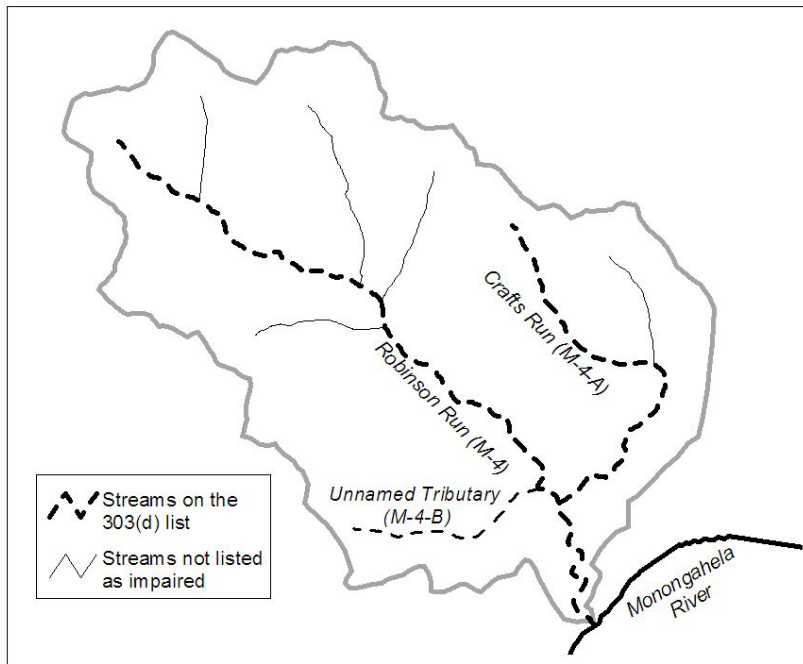 Crafts Run (M-4-A)
Robinson Run (M-4)
Unnamed Tributary
(M-4-B)
Streams on the
303(d) list
Streams not listed
as impaired
Monongahela
River